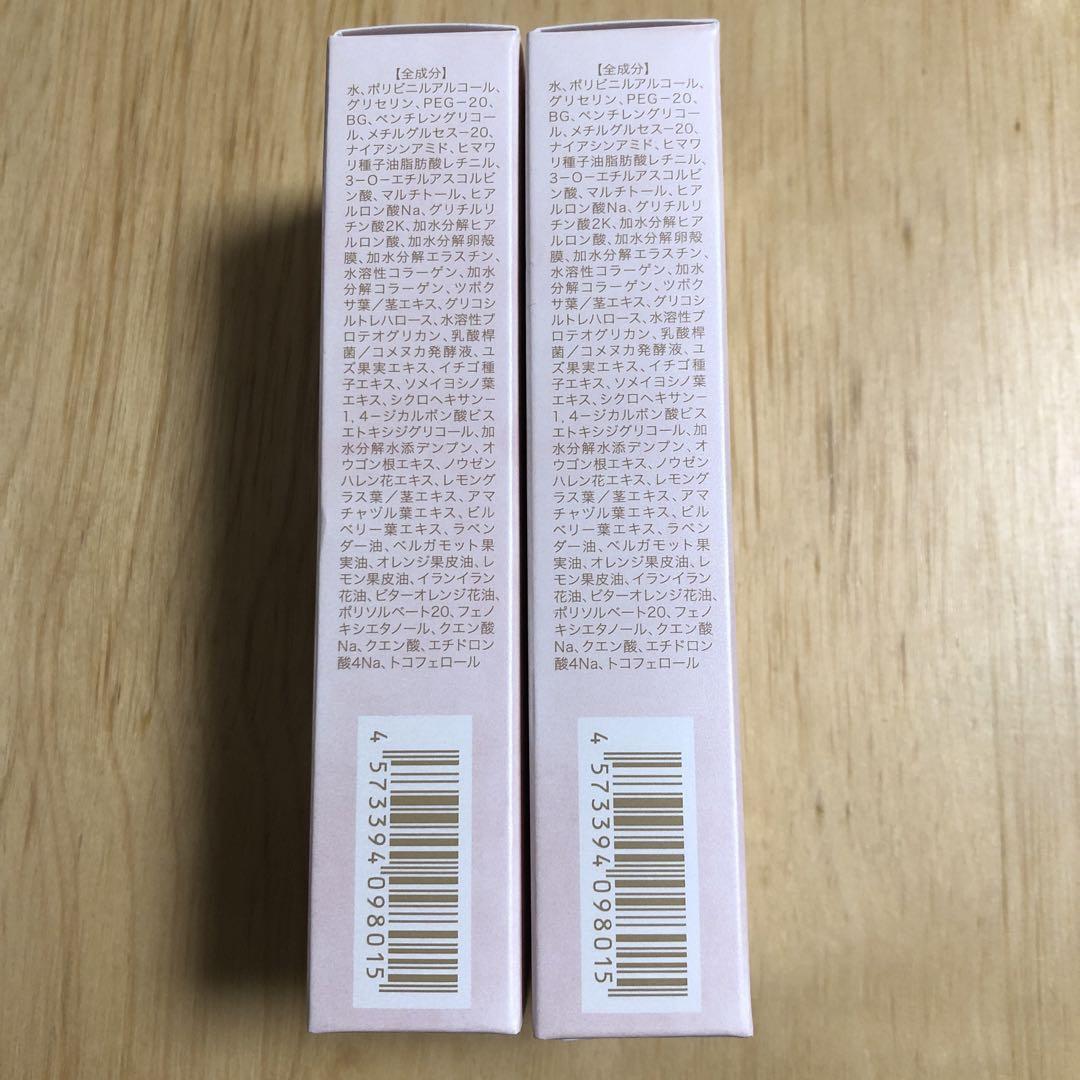 【全成分】
水、ポリビニルアルコール、
グリセリン、PEG−20、
BG、ペンチレングリコー
ル、メチルグルセス−20、
ナイアシンアミド、ヒマワ
リ種子油脂肪酸レチニル、
3−O−エチルアスコルビ
ン酸、マルチトール、ヒア
ルロン酸Na、グリチルリ
チン酸2K、加水分解ヒア
ルロン酸、加水分解卵殻
膜、加水分解エラスチン、
水溶性コラーゲン、加水
分解コラーゲン、ツボク
サ葉／茎エキス、グリコシ
ルトレハロース、水溶性プ
ロテオグリカン、乳酸桿
菌／コメヌカ発酵液、ユ
ズ果実エキス、イチゴ種
子エキス、ソメイヨシノ葉
エキス、シクロヘキサン−
1, 4−ジカルボン酸ビス
エトキシジグリコール、加
水分解水添デンプン、オ
ウゴン根エキス、ノウゼン
ハレン花エキス、レモング
ラス葉／茎エキス、アマ
チャヅル葉エキス、ビル
ベリー葉エキス、ラベン
ダー油、ベルガモット果
実油、オレンジ果皮油、レ
モン果皮油、イランイラン
花油、ビターオレンジ花油、
ポリソルベート20、フェノ
キシエタノール、クエン酸
Na、クエン酸、エチドロン
酸4Na、トコフェロール
4 573394 098015
【全成分】
水、ポリビニルアルコール、
グリセリン、PEG−20、
BG、ペンチレングリコー
ル、メチルグルセス−20、
ナイアシンアミド、ヒマワ
リ種子油脂肪酸レチニル、
3−O−エチルアスコルビ
ン酸、マルチトール、ヒア
ルロン酸Na、グリチルリ
チン酸2K、加水分解ヒア
ルロン酸、加水分解卵殻
膜、加水分解エラスチン、
水溶性コラーゲン、加水
分解コラーゲン、ツボク
サ葉／茎エキス、グリコシ
ルトレハロース、水溶性プ
ロテオグリカン、乳酸桿
菌／コメヌカ発酵液、ユ
ズ果実エキス、イチゴ種
子エキス、ソメイヨシノ葉
エキス、シクロヘキサン−
1, 4−ジカルボン酸ビス
エトキシジグリコール、加
水分解水添デンプン、オ
ウゴン根エキス、ノウゼン
ハレン花エキス、レモング
ラス葉／茎エキス、アマ
チャヅル葉エキス、ビル
ベリー葉エキス、ラベン
ダー油、ベルガモット果
実油、オレンジ果皮油、レ
モン果皮油、イランイラン
花油、ビターオレンジ花油、
ポリソルベート20、フェノ
キシエタノール、クエン酸
Na、クエン酸、エチドロン
酸4Na、トコフェロール
4 573394 098015